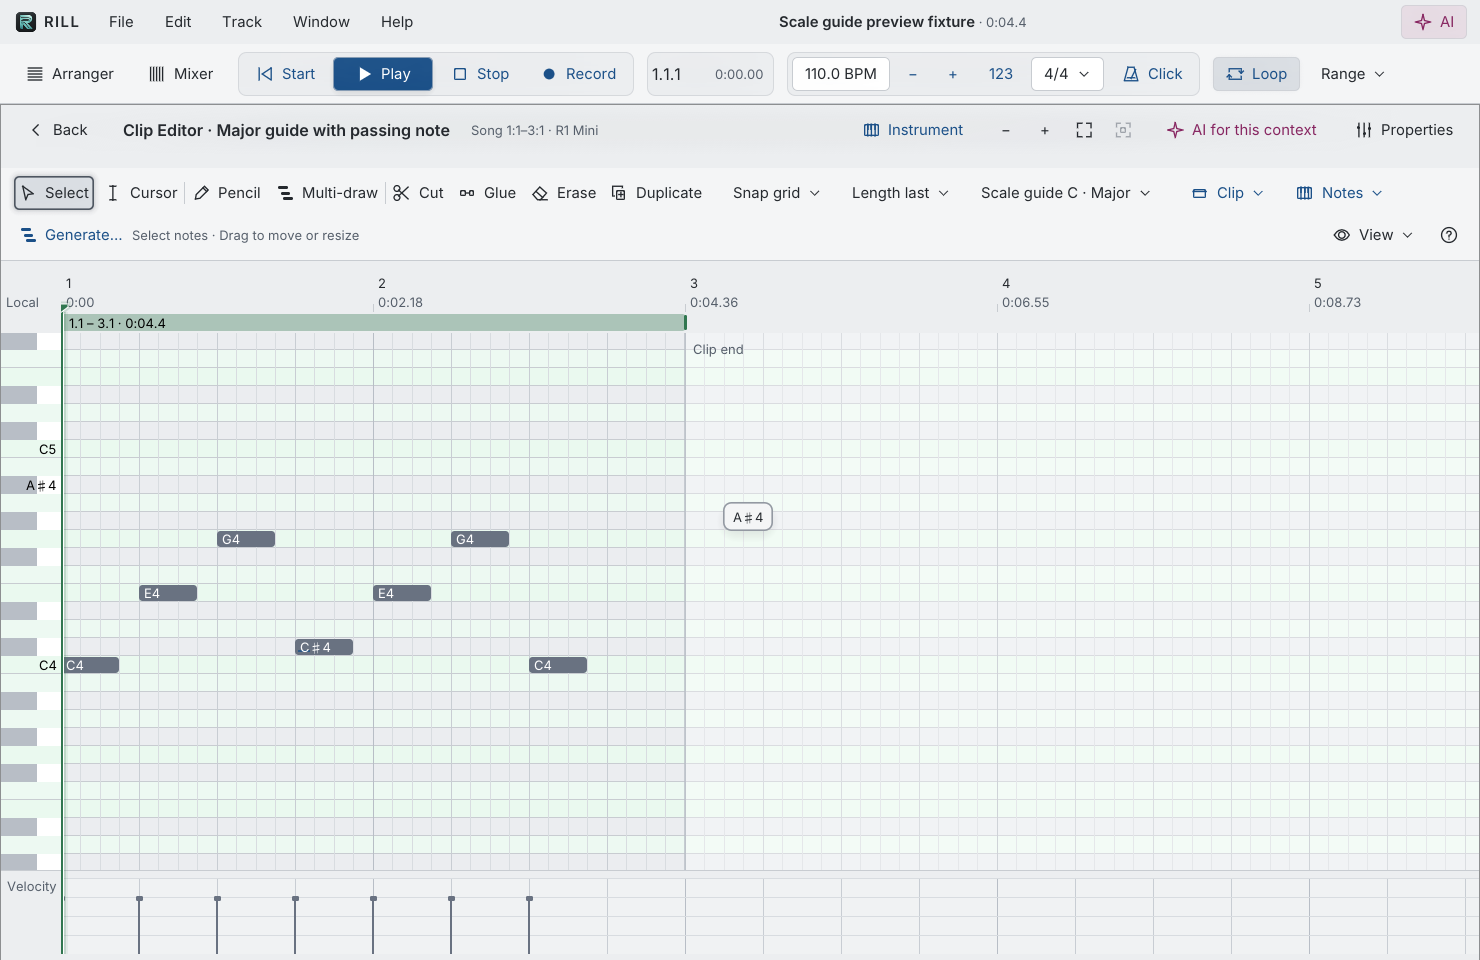 RILL File Edit Track Window Help Scale guide preview fixture · 0:04.4 AI
Arranger Mixer Start Play Stop Record 1.1.1 0:00.00 110.0 BPM − + 123 4/4 Click Loop Range
Back Clip Editor · Major guide with passing note Song 1:1–3:1 · R1 Mini Instrument − + AI for this context Properties
Select Cursor Pencil Multi-draw Cut Glue Erase Duplicate Snap grid Length last Scale guide C · Major Clip Notes
Generate... Select notes · Drag to move or resize View ?
1 2 3 4 5
Local 0:00 0:02.18 0:04.36 0:06.55 0:08.73
1.1 – 3.1 · 0:04.4
Clip end
C5
A♯4
A♯4
G4 G4
E4 E4
C♯4
C4 C4 C4
Velocity